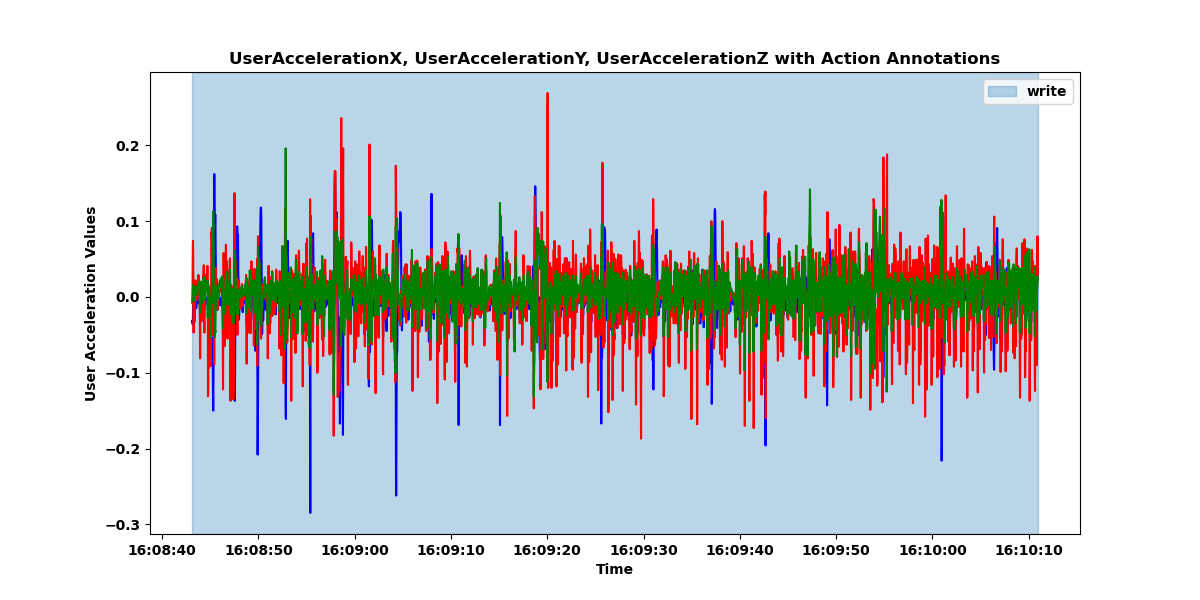 UserAccelerationX, UserAccelerationY, UserAccelerationZ with Action Annotations
write
User Acceleration Values
0.2
0.1
0.0
−0.1
−0.2
−0.3
16:08:40 16:08:50 16:09:00 16:09:10 16:09:20 16:09:30 16:09:40 16:09:50 16:10:00 16:10:10
Time